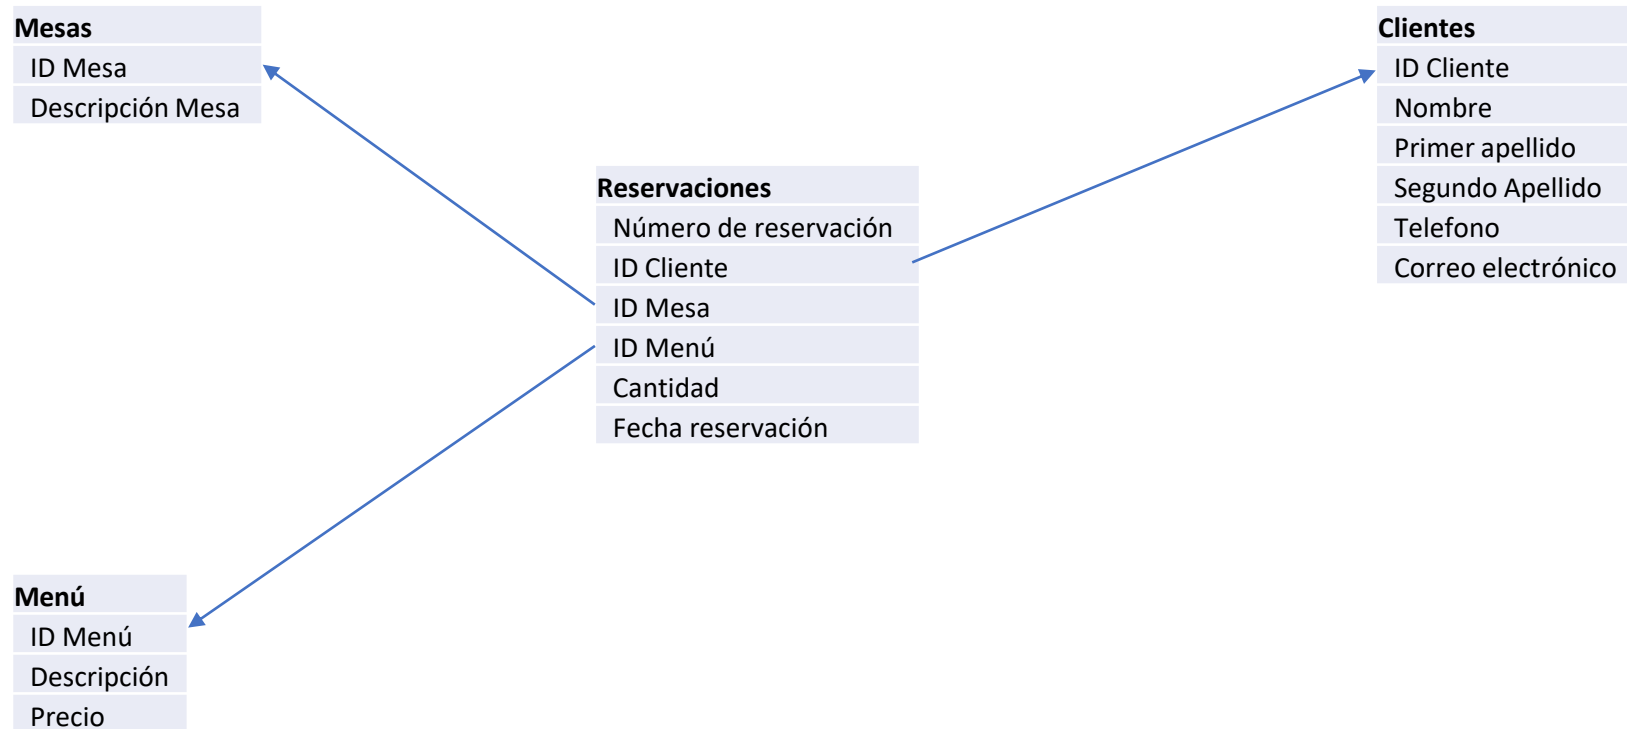 Mesas
ID Mesa
Descripción Mesa
Clientes
ID Cliente
Nombre
Primer apellido
Segundo Apellido
Telefono
Correo electrónico
Reservaciones
Número de reservación
ID Cliente
ID Mesa
ID Menú
Cantidad
Fecha reservación
Menú
ID Menú
Descripción
Precio